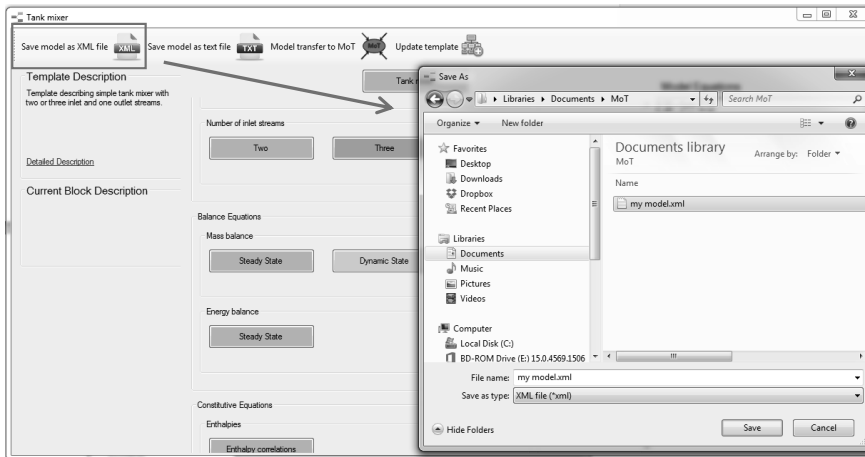 Tank mixer
Save model as XML file XML Save model as text file TXT Model transfer to MoT MoT Update template
Template Description
Template describing simple tank mixer with
two or three inlet and one outlet streams.
Detailed Description
Current Block Description
Tank
Number of inlet streams
Two Three
Balance Equations
Mass balance
Steady State Dynamic State
Energy balance
Steady State
Constitutive Equations
Enthalpies
Enthalpy correlations
Model Equations
Save As
Libraries Documents MoT
Search MoT
Organize New folder
Favorites
Desktop
Downloads
Dropbox
Recent Places
Libraries
Documents
Music
Pictures
Videos
Computer
Local Disk (C:)
BD-ROM Drive (E:) 15.0.4569.1506
Documents library
MoT
Arrange by: Folder
Name
my model.xml
File name: my model.xml
Save as type: XML file (*xml)
Hide Folders
Save Cancel